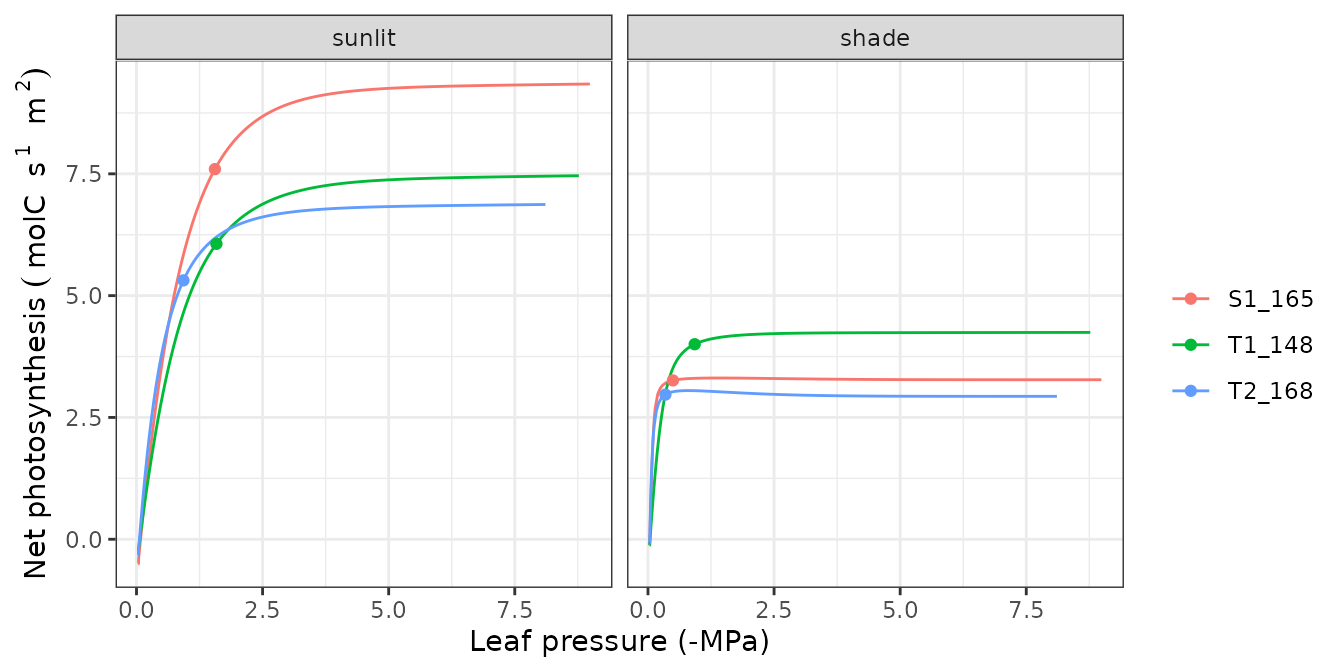 sunlit
shade
Net photosynthesis ( molC s¹ m²)
7.5
5.0
2.5
0.0
0.0
2.5
5.0
7.5
0.0
2.5
5.0
7.5
Leaf pressure (-MPa)
S1_165
T1_148
T2_168